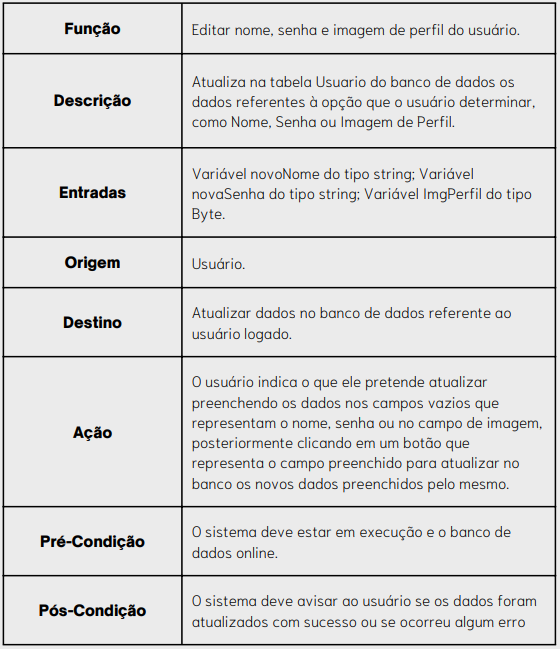 Função
Editar nome, senha e imagem de perfil do usuário.
Descrição
Atualiza na tabela Usuario do banco de dados os
dados referentes à opção que o usuário determinar,
como Nome, Senha ou Imagem de Perfil.
Entradas
Variável novoNome do tipo string; Variável
novaSenha do tipo string; Variável ImgPerfil do tipo
Byte.
Origem
Usuário.
Destino
Atualizar dados no banco de dados referente ao
usuário logado.
Ação
O usuário indica o que ele pretende atualizar
preenchendo os dados nos campos vazios que
representam o nome, senha ou no campo de imagem,
posteriormente clicando em um botão que
representa o campo preenchido para atualizar no
banco os novos dados preenchidos pelo mesmo.
Pré-Condição
O sistema deve estar em execução e o banco de
dados online.
Pós-Condição
O sistema deve avisar ao usuário se os dados foram
atualizados com sucesso ou se ocorreu algum erro